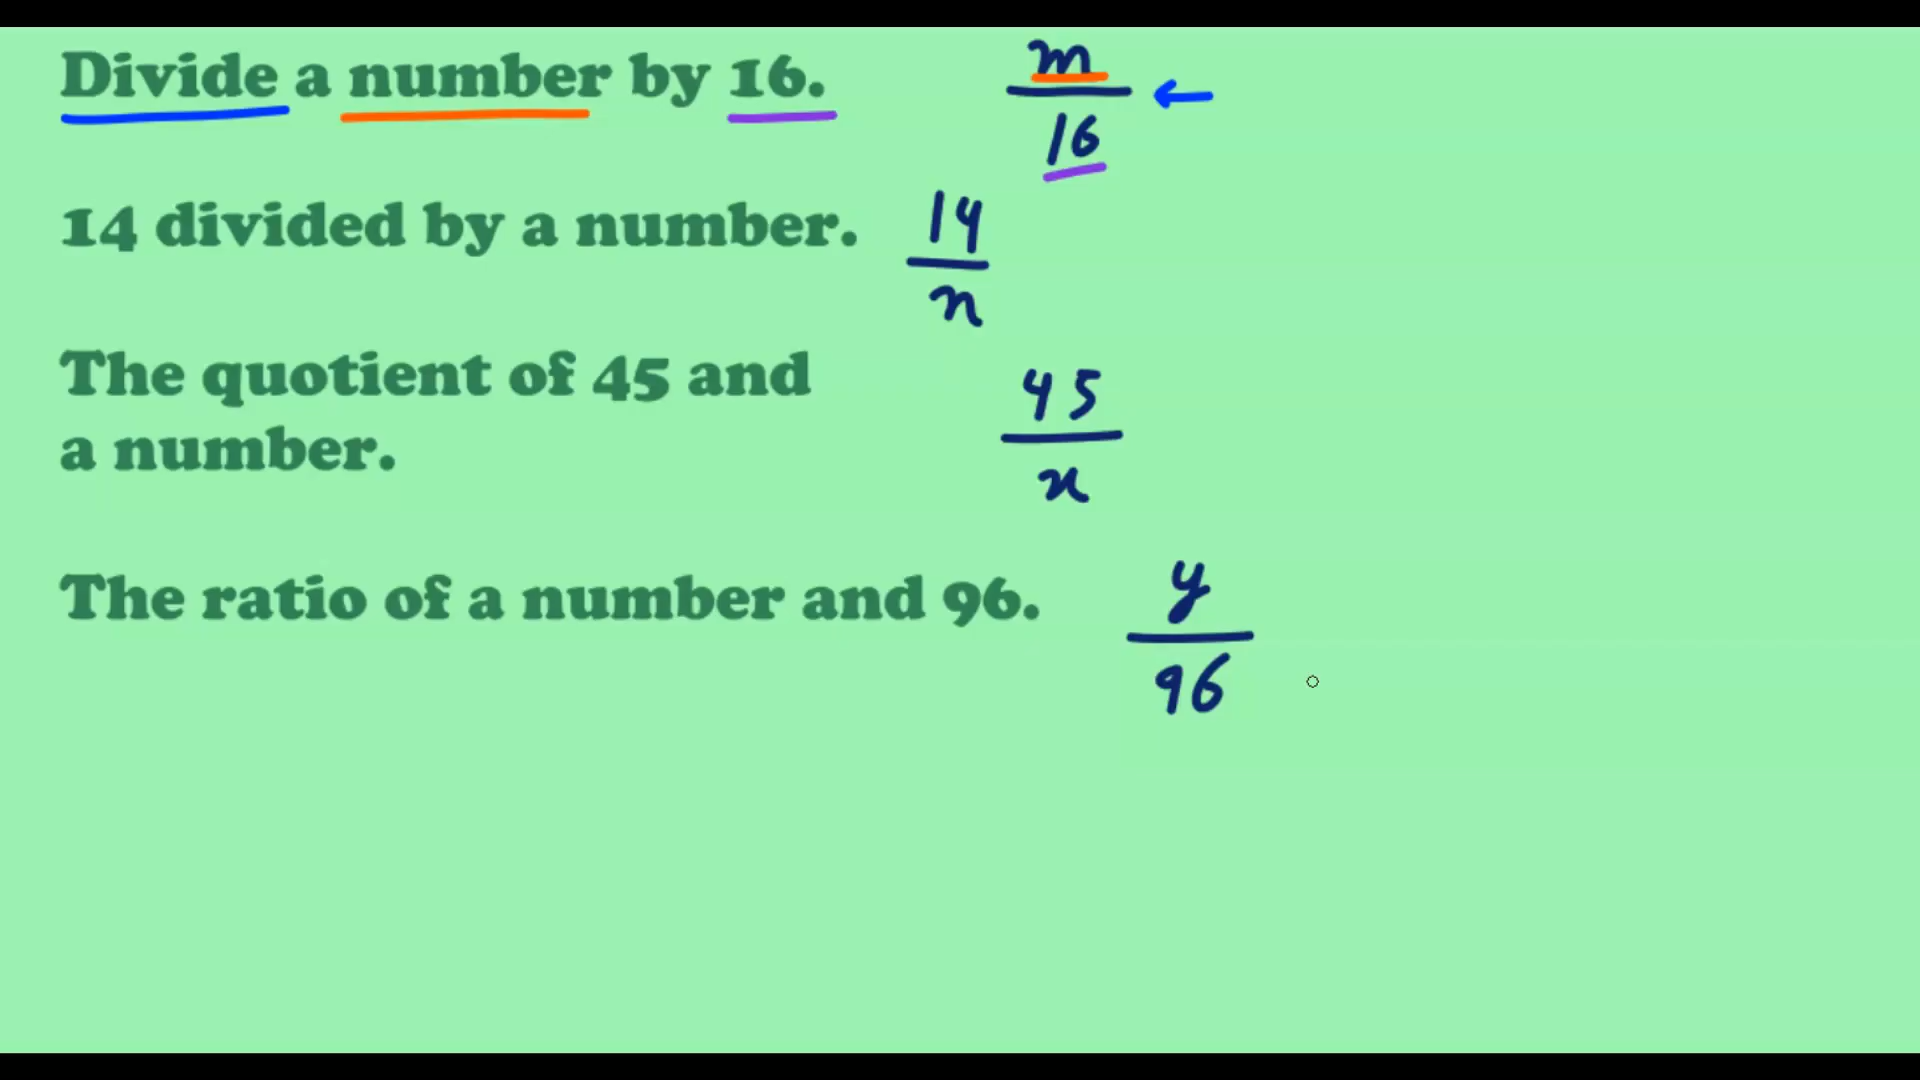 Divide a number by 16.
m
16
14 divided by a number.
14
n
The quotient of 45 and
a number.
45
x
The ratio of a number and 96.
y
96